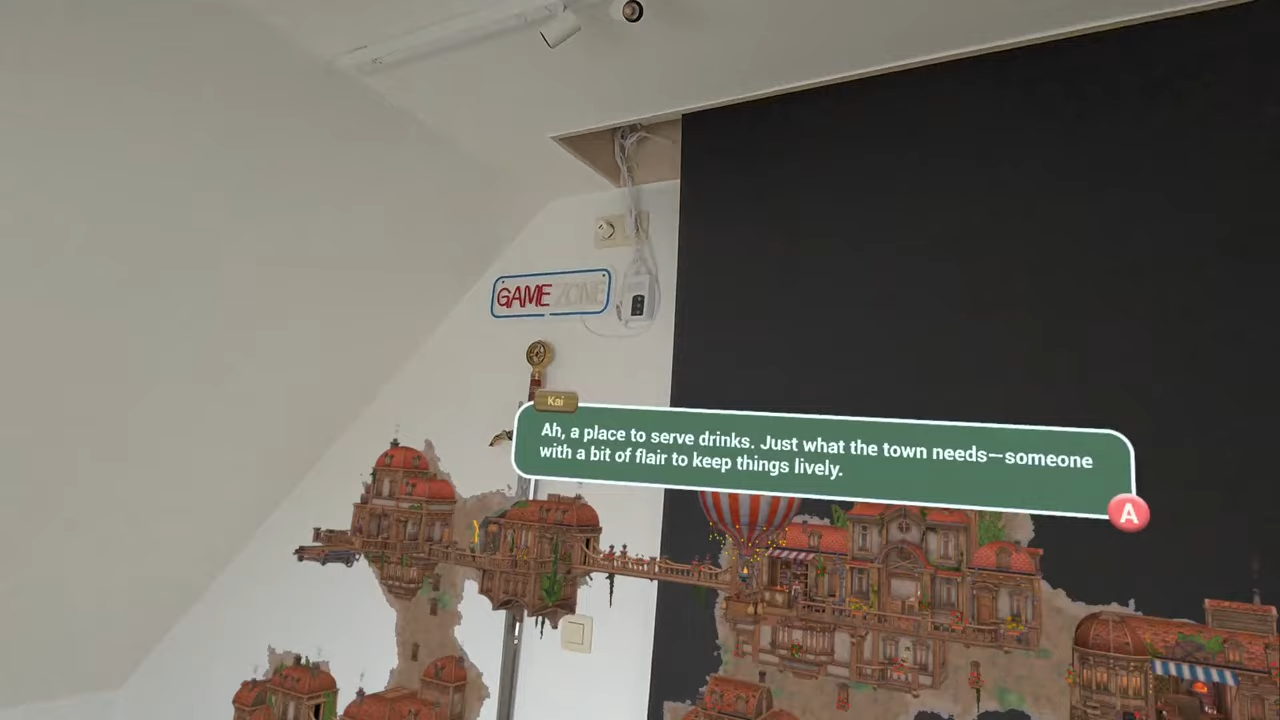 GAME ZONE
Kai
Ah, a place to serve drinks. Just what the town needs—someone
with a bit of flair to keep things lively.
A